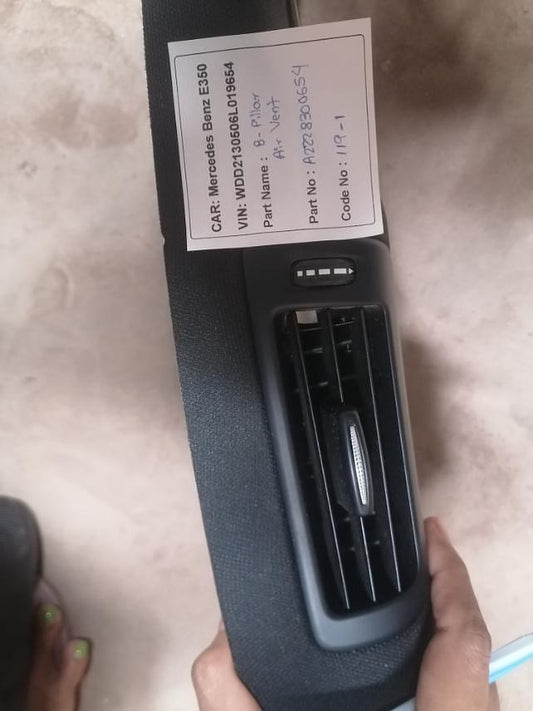 CAR: Mercedes Benz E350
VIN: WDD2130506L019654
Part Name : B-Pillar
Air Vent
Part No : A2228300654
Code No : 119-1